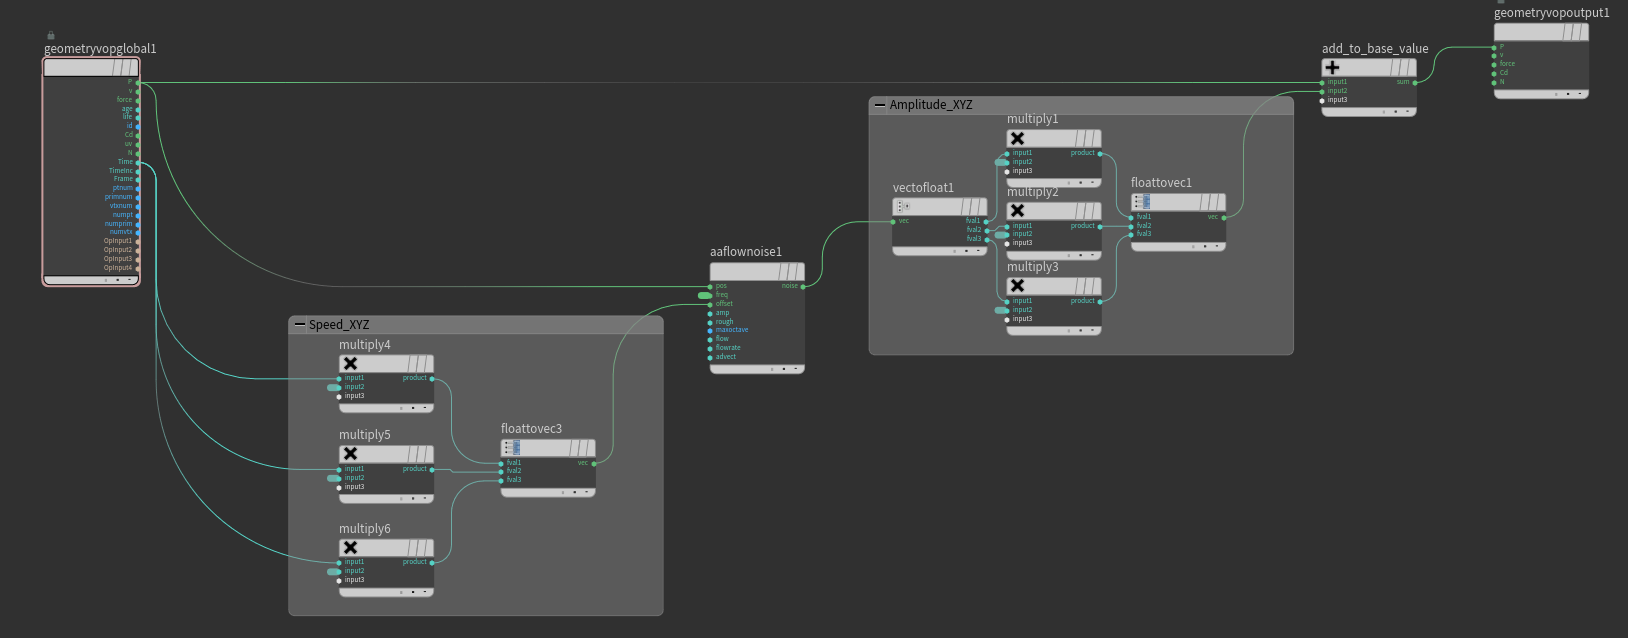 geometryvopglobal1
P
v
force
age
life
id
Cd
uv
N
Time
TimeInc
Frame
ptnum
primnum
vtxnum
numpt
numprim
numvtx
OpInput1
OpInput2
OpInput3
OpInput4
Speed_XYZ
multiply4
input1 product
input2
input3
multiply5
input1 product
input2
input3
multiply6
input1 product
input2
input3
floattovec3
fval1 vec
fval2
fval3
aaflownoise1
pos noise
freq
offset
amp
rough
maxoctave
flow
flowrate
advect
Amplitude_XYZ
vectofloat1
vec fval1
fval2
fval3
multiply1
input1 product
input2
input3
multiply2
input1 product
input2
input3
multiply3
input1 product
input2
input3
floattovec1
fval1 vec
fval2
fval3
add_to_base_value
input1 sum
input2
input3
geometryvopoutput1
P
v
force
Cd
N